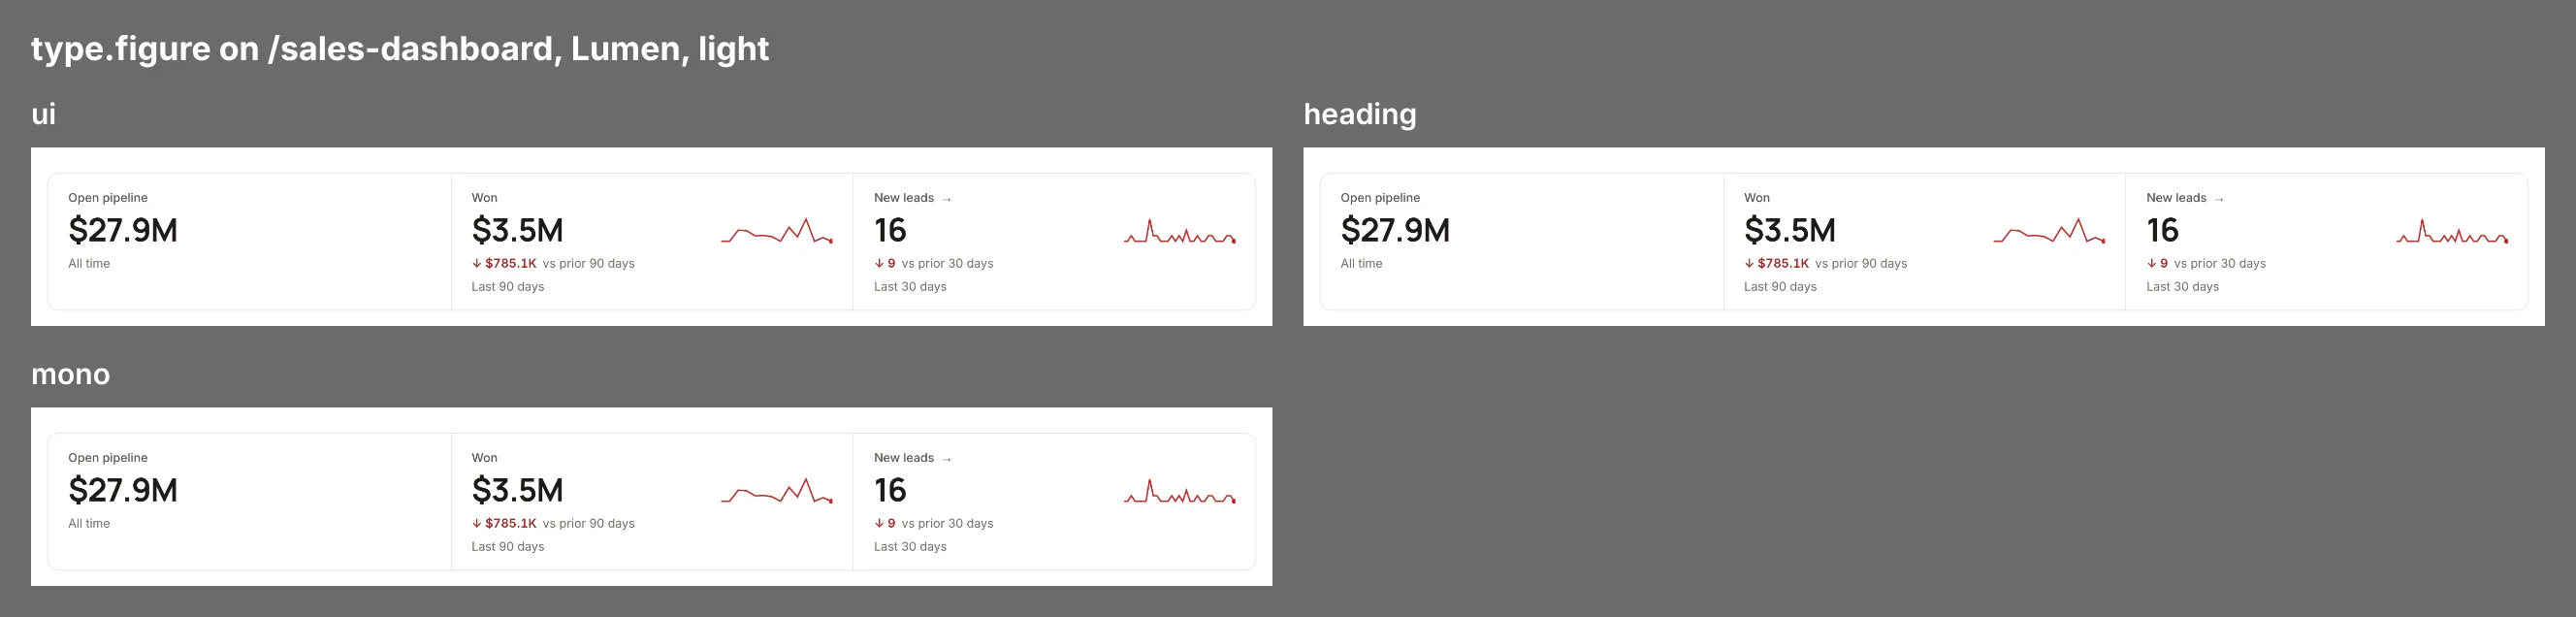 type.figure on /sales-dashboard, Lumen, light
ui
Open pipeline
$27.9M
All time
Won
$3.5M
↓ $785.1K vs prior 90 days
Last 90 days
New leads →
16
↓ 9 vs prior 30 days
Last 30 days
heading
Open pipeline
$27.9M
All time
Won
$3.5M
↓ $785.1K vs prior 90 days
Last 90 days
New leads →
16
↓ 9 vs prior 30 days
Last 30 days
mono
Open pipeline
$27.9M
All time
Won
$3.5M
↓ $785.1K vs prior 90 days
Last 90 days
New leads →
16
↓ 9 vs prior 30 days
Last 30 days